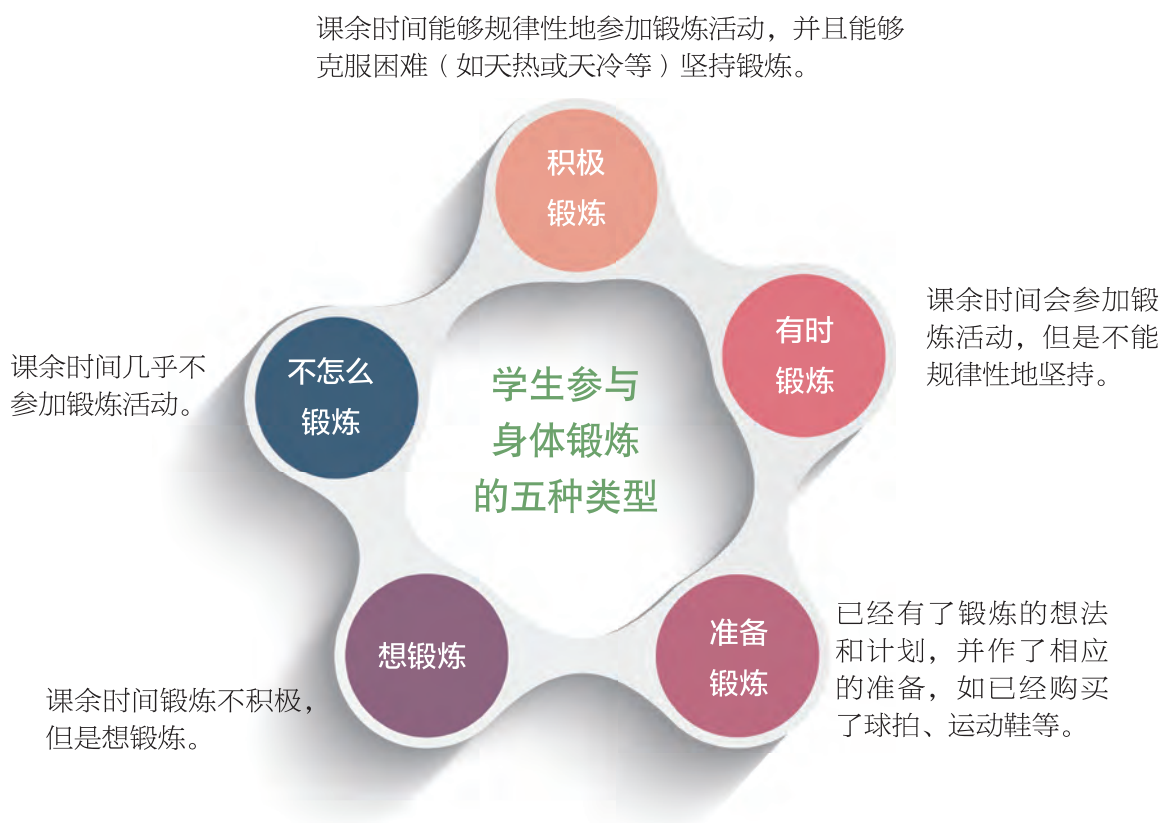 课余时间能够规律性地参加锻炼活动，并且能够
克服困难（如天热或天冷等）坚持锻炼。
积极
锻炼
有时
锻炼
课余时间会参加锻
炼活动，但是不能
规律性地坚持。
不怎么
锻炼
课余时间几乎不
参加锻炼活动。
学生参与
身体锻炼
的五种类型
想锻炼
课余时间锻炼不积极，
但是想锻炼。
准备
锻炼
已经有了锻炼的想法
和计划，并作了相应
的准备，如已经购买
了球拍、运动鞋等。